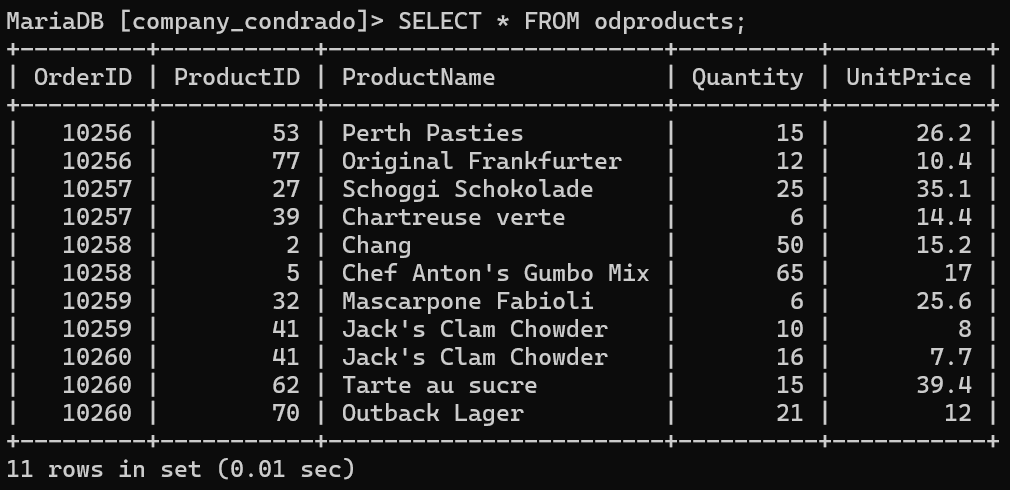 MariaDB [company_condrado]> SELECT * FROM odproducts;
+---------+-----------+------------------------+----------+-----------+
| OrderID | ProductID | ProductName            | Quantity | UnitPrice |
+---------+-----------+------------------------+----------+-----------+
|   10256 |        53 | Perth Pasties          |       15 |      26.2 |
|   10256 |        77 | Original Frankfurter   |       12 |      10.4 |
|   10257 |        27 | Schoggi Schokolade     |       25 |      35.1 |
|   10257 |        39 | Chartreuse verte       |        6 |      14.4 |
|   10258 |         2 | Chang                  |       50 |      15.2 |
|   10258 |         5 | Chef Anton's Gumbo Mix |       65 |        17 |
|   10259 |        32 | Mascarpone Fabioli     |        6 |      25.6 |
|   10259 |        41 | Jack's Clam Chowder    |       10 |         8 |
|   10260 |        41 | Jack's Clam Chowder    |       16 |       7.7 |
|   10260 |        62 | Tarte au sucre         |       15 |      39.4 |
|   10260 |        70 | Outback Lager          |       21 |        12 |
+---------+-----------+------------------------+----------+-----------+
11 rows in set (0.01 sec)